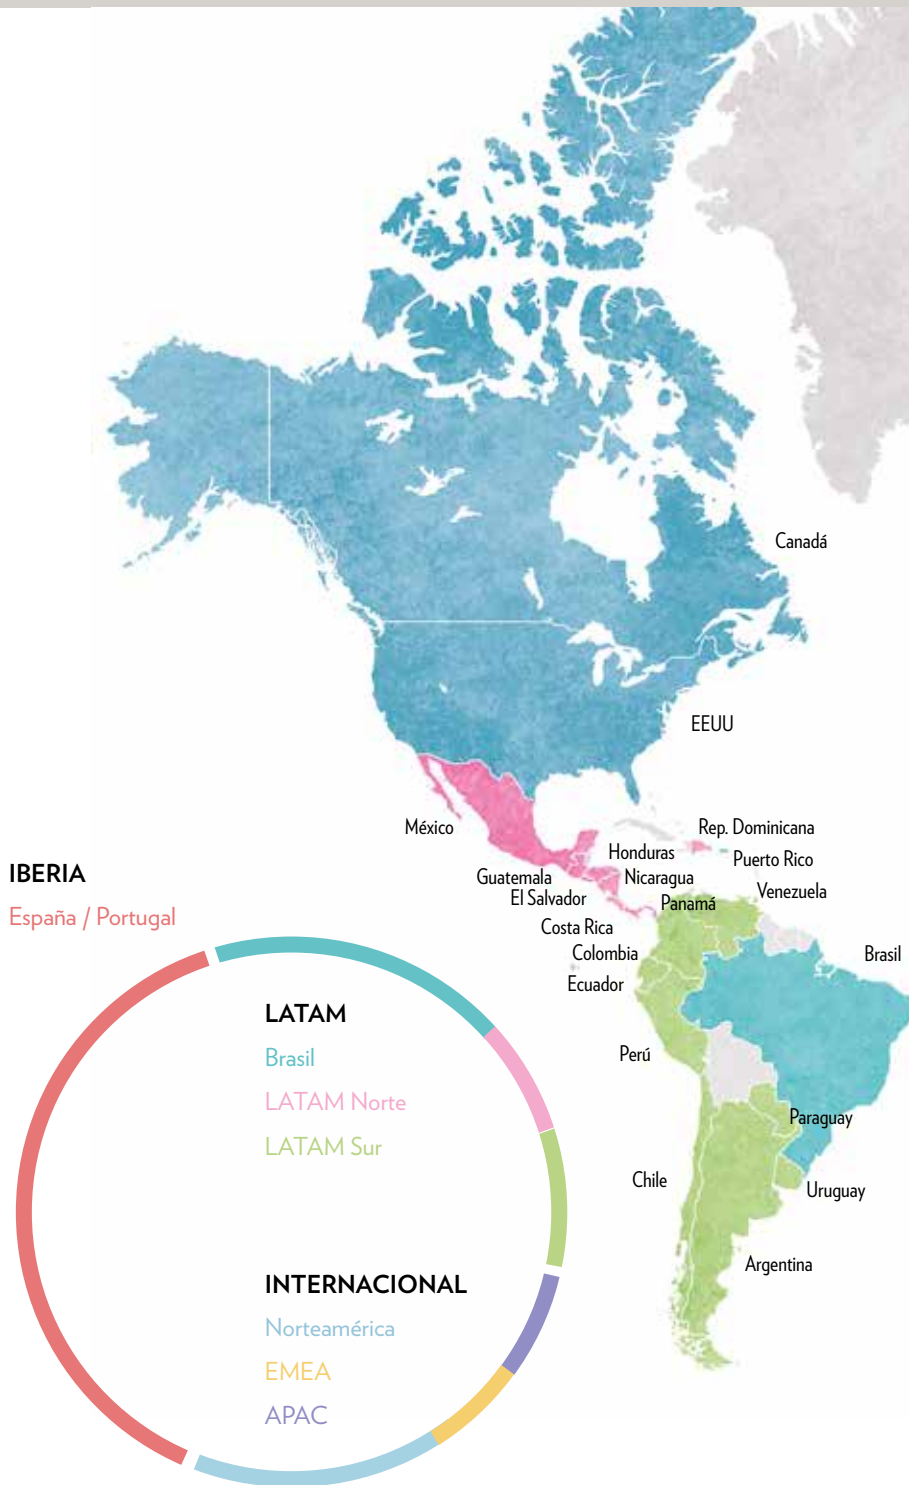 Canadá
EEUU
México
Rep. Dominicana
Honduras
Puerto Rico
Guatemala
Nicaragua
El Salvador
Venezuela
Panamá
Costa Rica
Colombia
Brasil
Ecuador
Perú
Paraguay
Chile
Uruguay
Argentina
IBERIA
España / Portugal
LATAM
Brasil
LATAM Norte
LATAM Sur
INTERNACIONAL
Norteamérica
EMEA
APAC